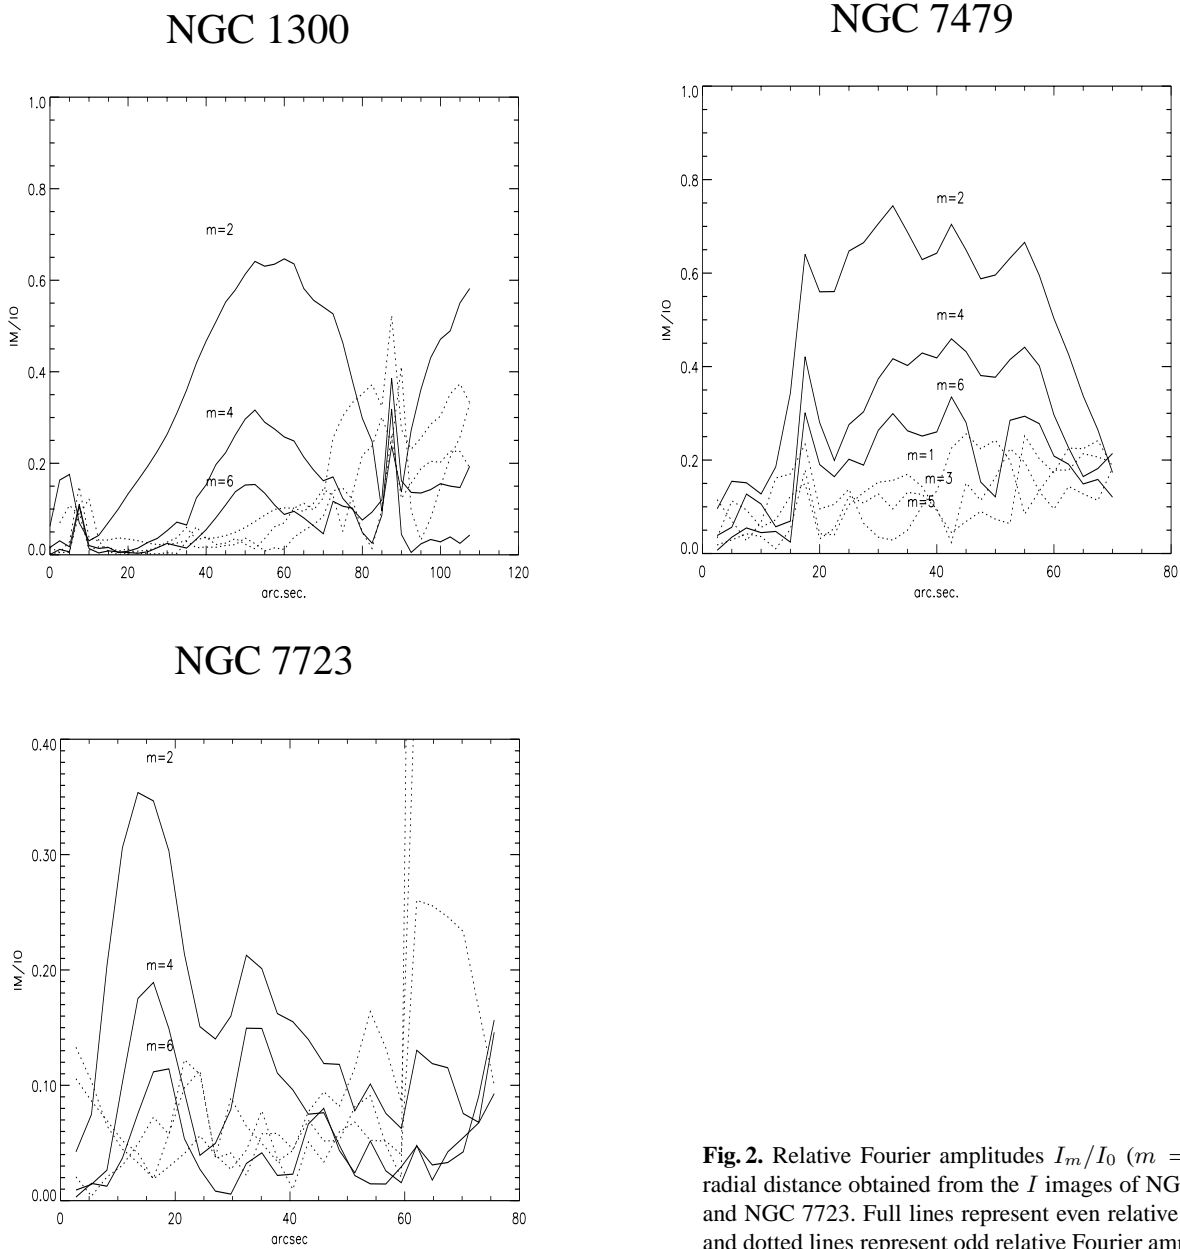 NGC 1300
1.0
0.8
0.6
0.4
0.2
0.0
IM/IO
m=2
m=4
m=6
0 20 40 60 80 100 120
arc.sec.
NGC 7479
1.0
0.8
0.6
0.4
0.2
0.0
IM/IO
m=2
m=4
m=6
m=1
m=3
m=5
0 20 40 60 80
arc.sec.
NGC 7723
0.40
0.30
0.20
0.10
0.00
IM/IO
m=2
m=4
m=6
0 20 40 60 80
arcsec
Fig. 2. Relative Fourier amplitudes Im/I0 (m =
radial distance obtained from the I images of NG
and NGC 7723. Full lines represent even relative
and dotted lines represent odd relative Fourier am